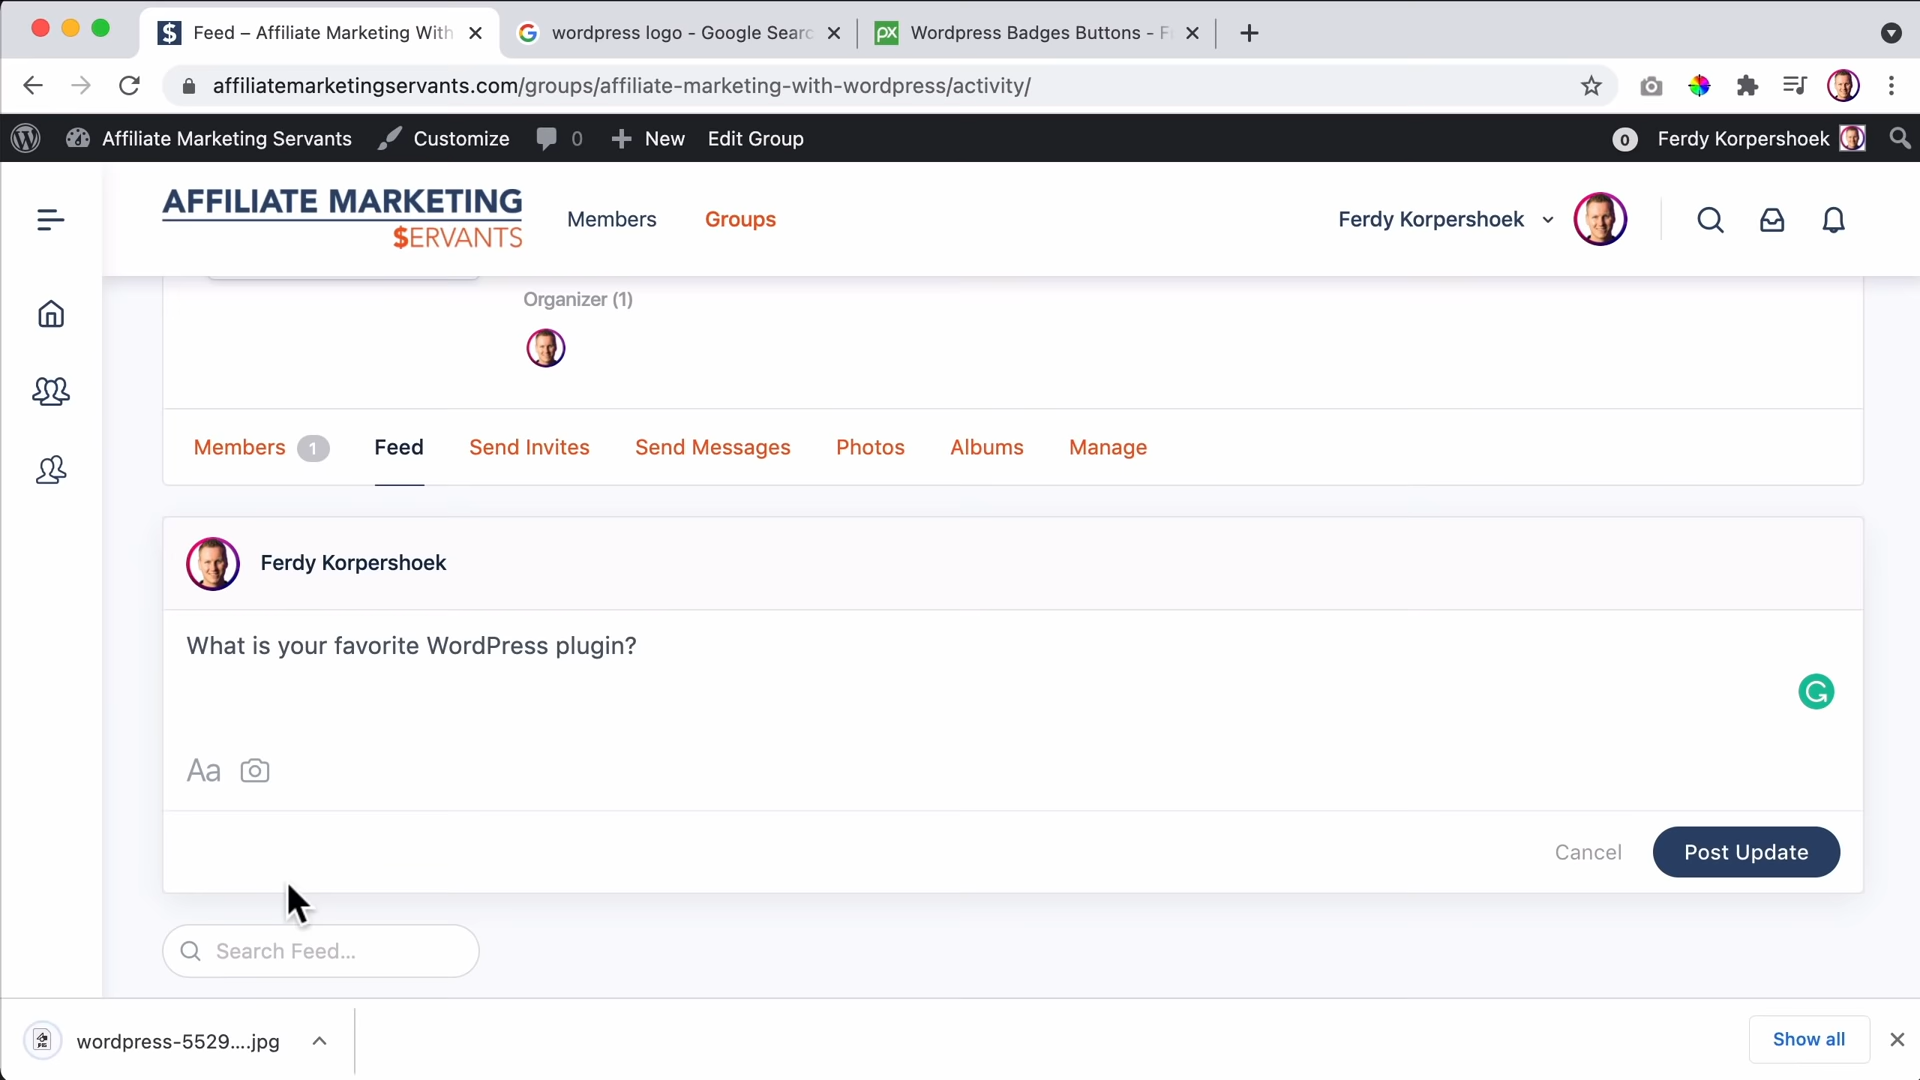 Feed – Affiliate Marketing With
wordpress logo - Google Searc
Wordpress Badges Buttons - F
affiliatemarketingservants.com/groups/affiliate-marketing-with-wordpress/activity/
Affiliate Marketing Servants
Customize
0
New
Edit Group
0
Ferdy Korpershoek
AFFILIATE MARKETING
$ERVANTS
Members
Groups
Ferdy Korpershoek
Organizer (1)
Members 1
Feed
Send Invites
Send Messages
Photos
Albums
Manage
Ferdy Korpershoek
What is your favorite WordPress plugin?
Aa
Cancel
Post Update
Search Feed...
wordpress-5529....jpg
Show all